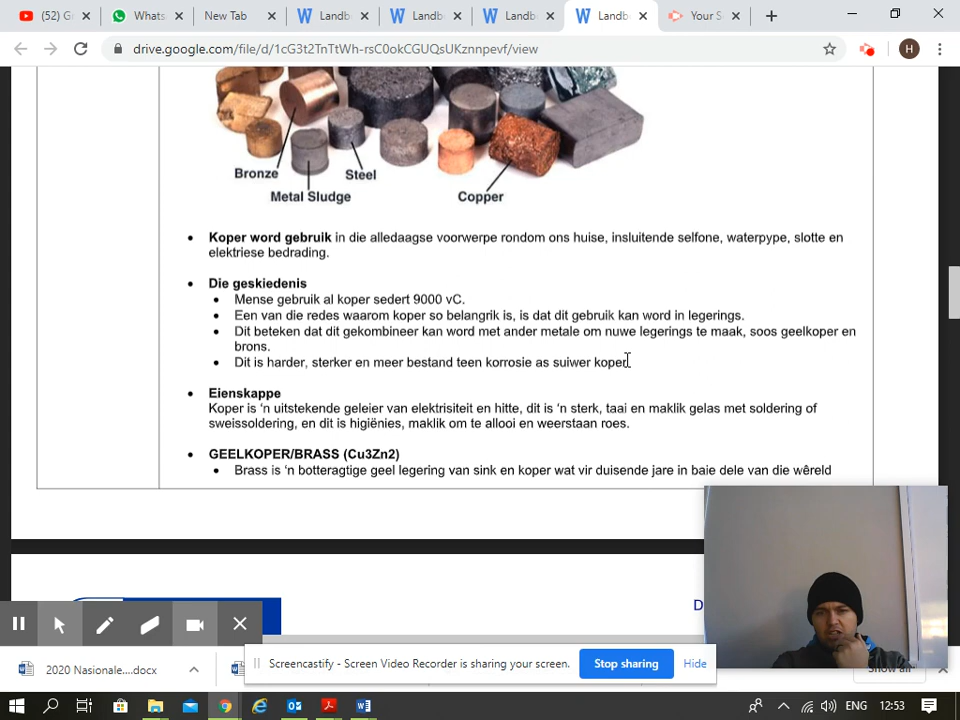 (52) G
Whats
New Tab
Landb
Landb
Landb
Landb
Your S
drive.google.com/file/d/1cG3t2TnTtWh-rsC0okCGUQsUKznnpevf/view
H
Bronze
Steel
Metal Sludge
Copper
• Koper word gebruik in die alledaagse voorwerpe rondom ons huise, insluitende selfone, waterpype, slotte en
elektriese bedrading.
• Die geskiedenis
• Mense gebruik al koper sedert 9000 vC.
• Een van die redes waarom koper so belangrik is, is dat dit gebruik kan word in legerings.
• Dit beteken dat dit gekombineer kan word met ander metale om nuwe legerings te maak, soos geelkoper en
brons.
• Dit is harder, sterker en meer bestand teen korrosie as suiwer koper.
• Eienskappe
Koper is 'n uitstekende geleier van elektrisiteit en hitte, dit is 'n sterk, taai en maklik gelas met soldering of
sweissoldering, en dit is higiënies, maklik om te allooi en weerstaan roes.
• GEELKOPER/BRASS (Cu3Zn2)
• Brass is 'n botteragtige geel legering van sink en koper wat vir duisende jare in baie dele van die wêreld
D
Screencastify - Screen Video Recorder is sharing your screen.
Stop sharing
Hide
2020 Nasionale....docx
Show all
ENG
12:53